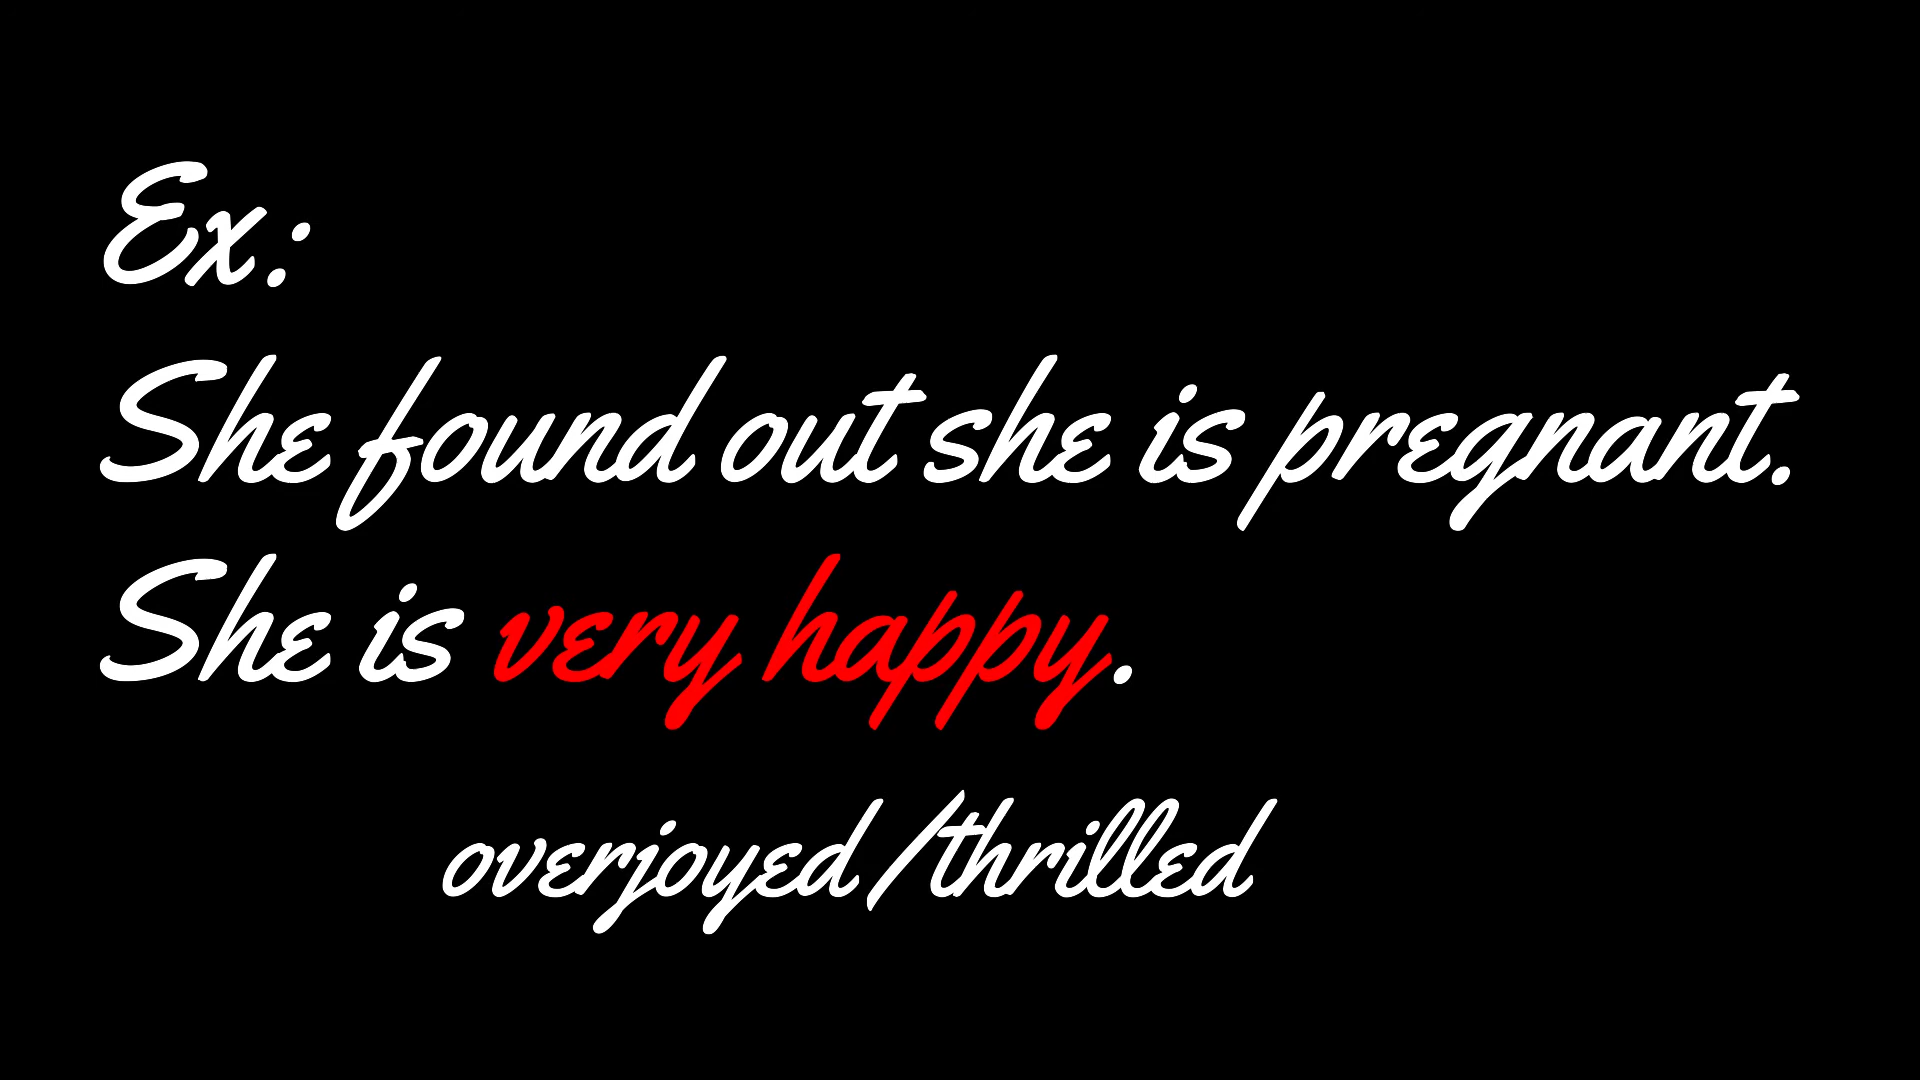 Ex:
She found out she is pregnant.
She is very happy.
overjoyed/thrilled